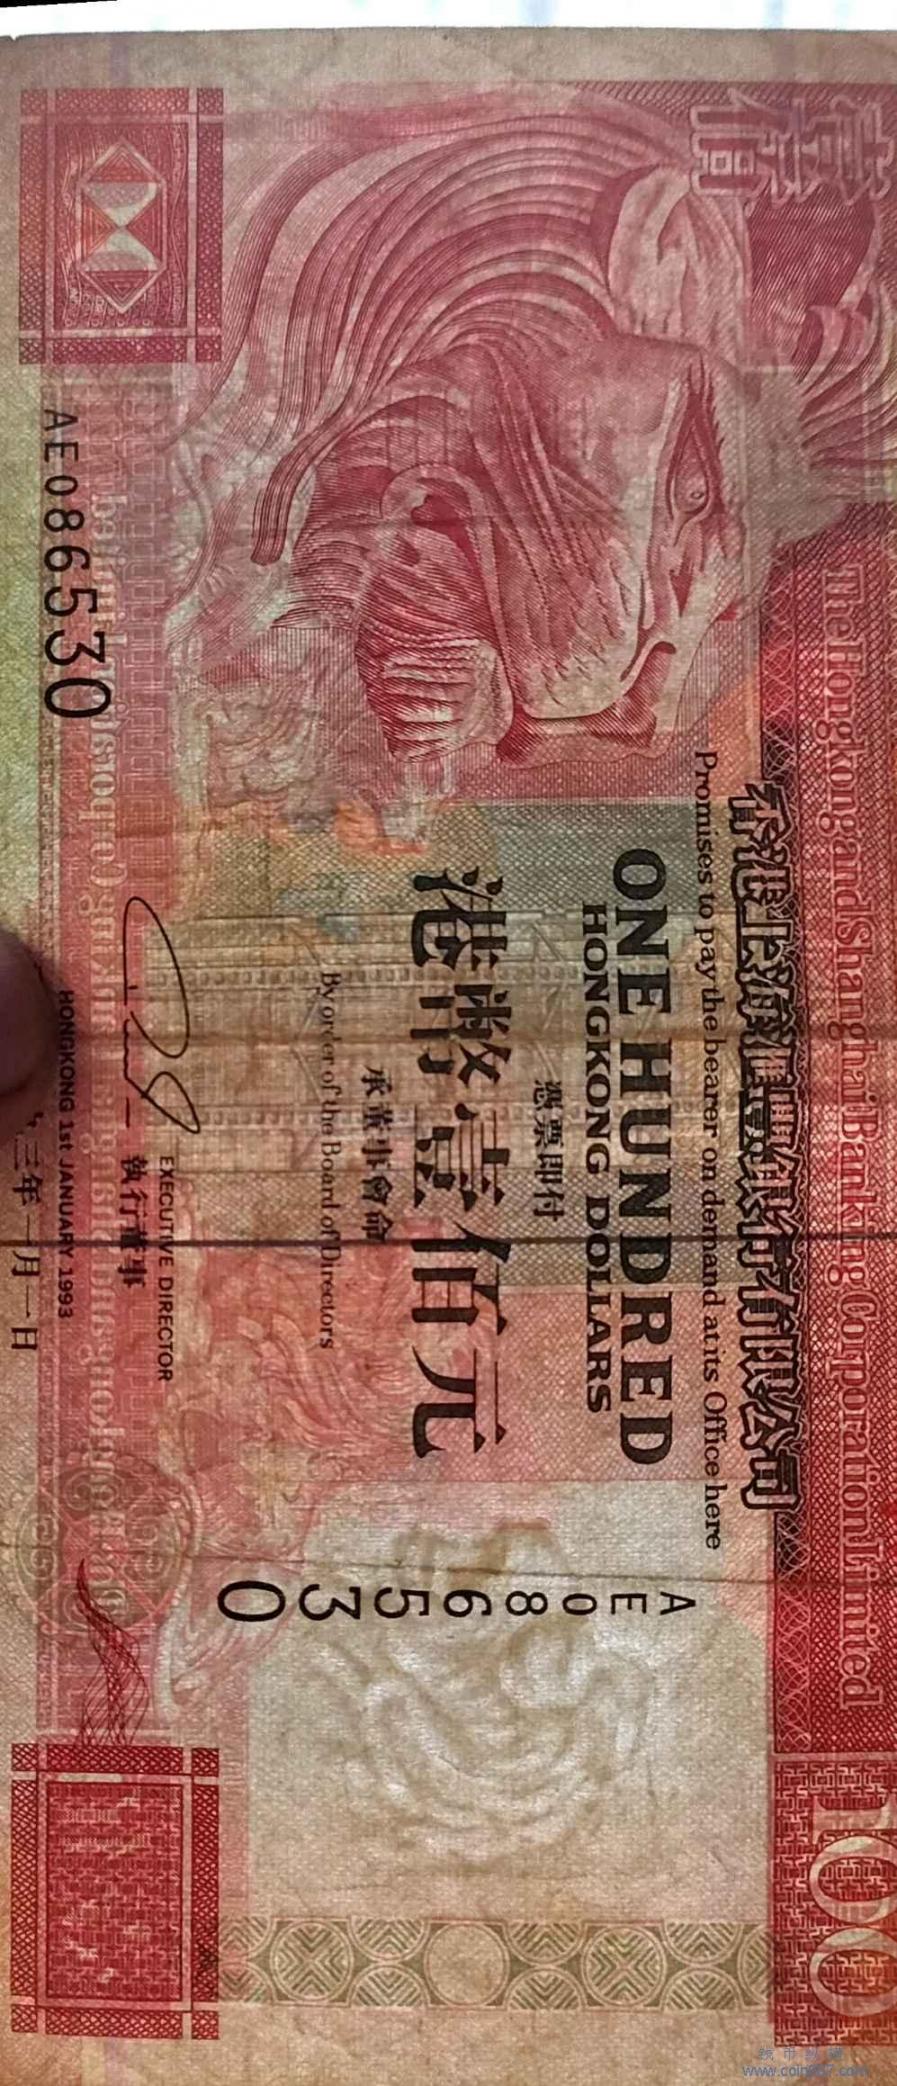 壹佰
The Hongkong and Shanghai Banking Corporation Limited
100
香港上海滙豐銀行有限公司
Promises to pay the bearer on demand at its Office here
ONE HUNDRED
HONGKONG DOLLARS
憑票即付
港幣壹佰元
承董事會命
By order of the Board of Directors
AE086530
EXECUTIVE DIRECTOR
執行董事
AE086530
HONGKONG 1st JANUARY 1993
三年一月一日